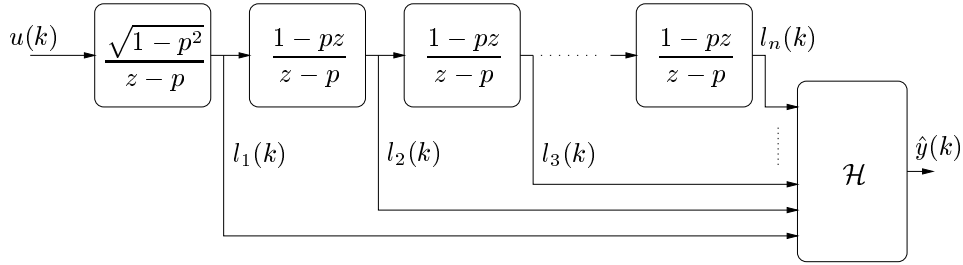 u(k)
√(1 − p²) / (z − p)
(1 − pz) / (z − p)
(1 − pz) / (z − p)
· · · · · ·
(1 − pz) / (z − p)
l_n(k)
l_1(k)
l_2(k)
l_3(k)
ℋ
ŷ(k)